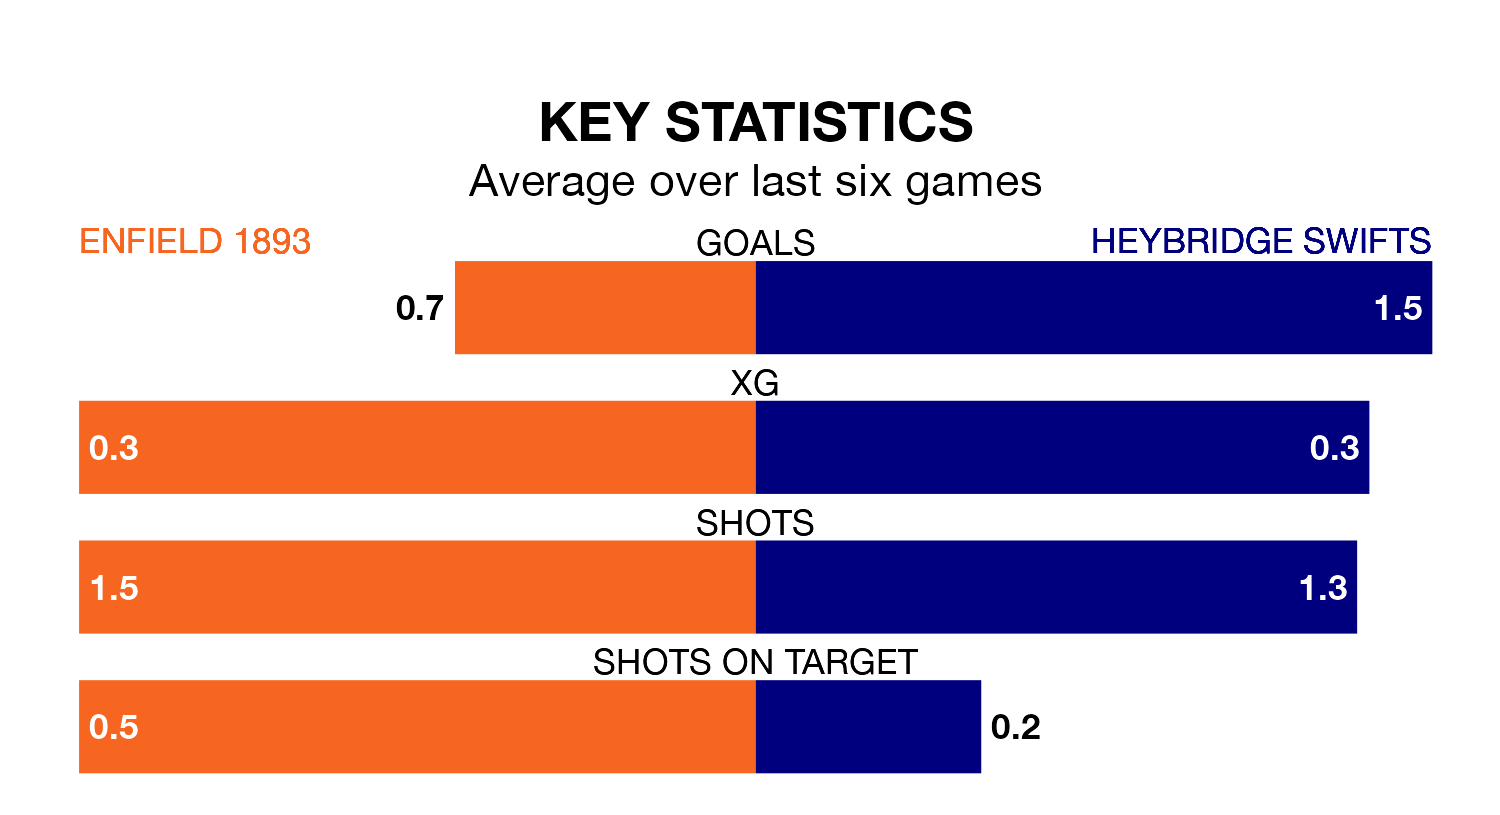 KEY STATISTICS
Average over last six games
ENFIELD 1893 GOALS HEYBRIDGE SWIFTS
0.7 1.5
XG
0.3 0.3
SHOTS
1.5 1.3
SHOTS ON TARGET
0.5 0.2